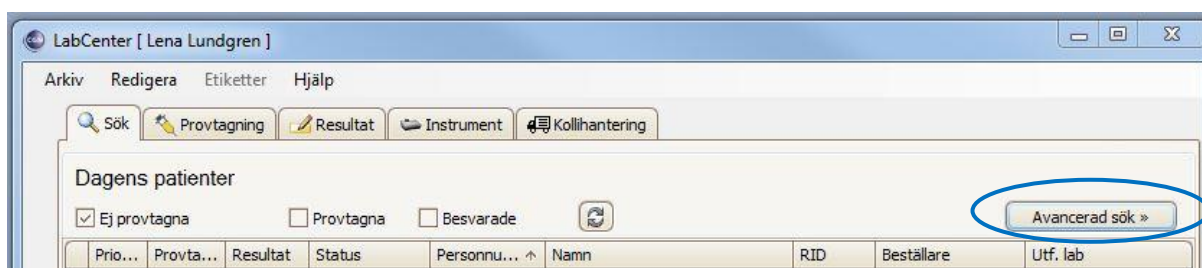 LabCenter [ Lena Lundgren ]
Arkiv Redigera Etiketter Hjälp
Sök Provtagning Resultat Instrument Kollihantering
Dagens patienter
Ej provtagna Provtagna Besvarade Avancerad sök »
Prio... Provta... Resultat Status Personnu... Namn RID Beställare Utf. lab